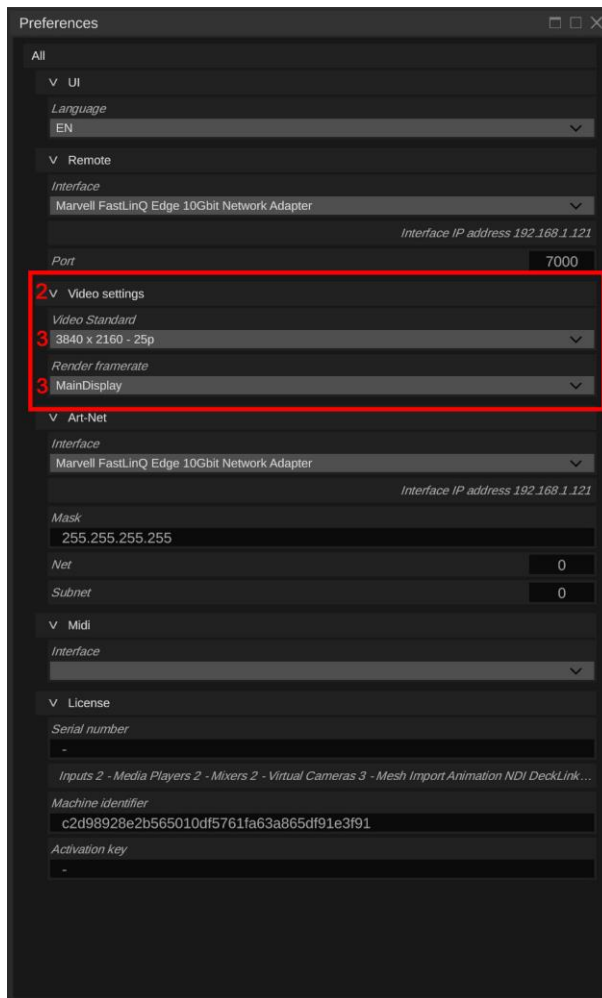 Preferences
All
UI
Language
EN
Remote
Interface
Marvell FastLinQ Edge 10Gbit Network Adapter
Interface IP address 192.168.1.121
Port 7000
2 Video settings
Video Standard
3 3840 x 2160 - 25p
Render framerate
3 MainDisplay
Art-Net
Interface
Marvell FastLinQ Edge 10Gbit Network Adapter
Interface IP address 192.168.1.121
Mask
255.255.255.255
Net 0
Subnet 0
Midi
Interface
License
Serial number
-
Inputs 2 - Media Players 2 - Mixers 2 - Virtual Cameras 3 - Mesh Import Animation NDI DeckLink...
Machine identifier
c2d98928e2b565010df5761fa63a865df91e3f91
Activation key
-